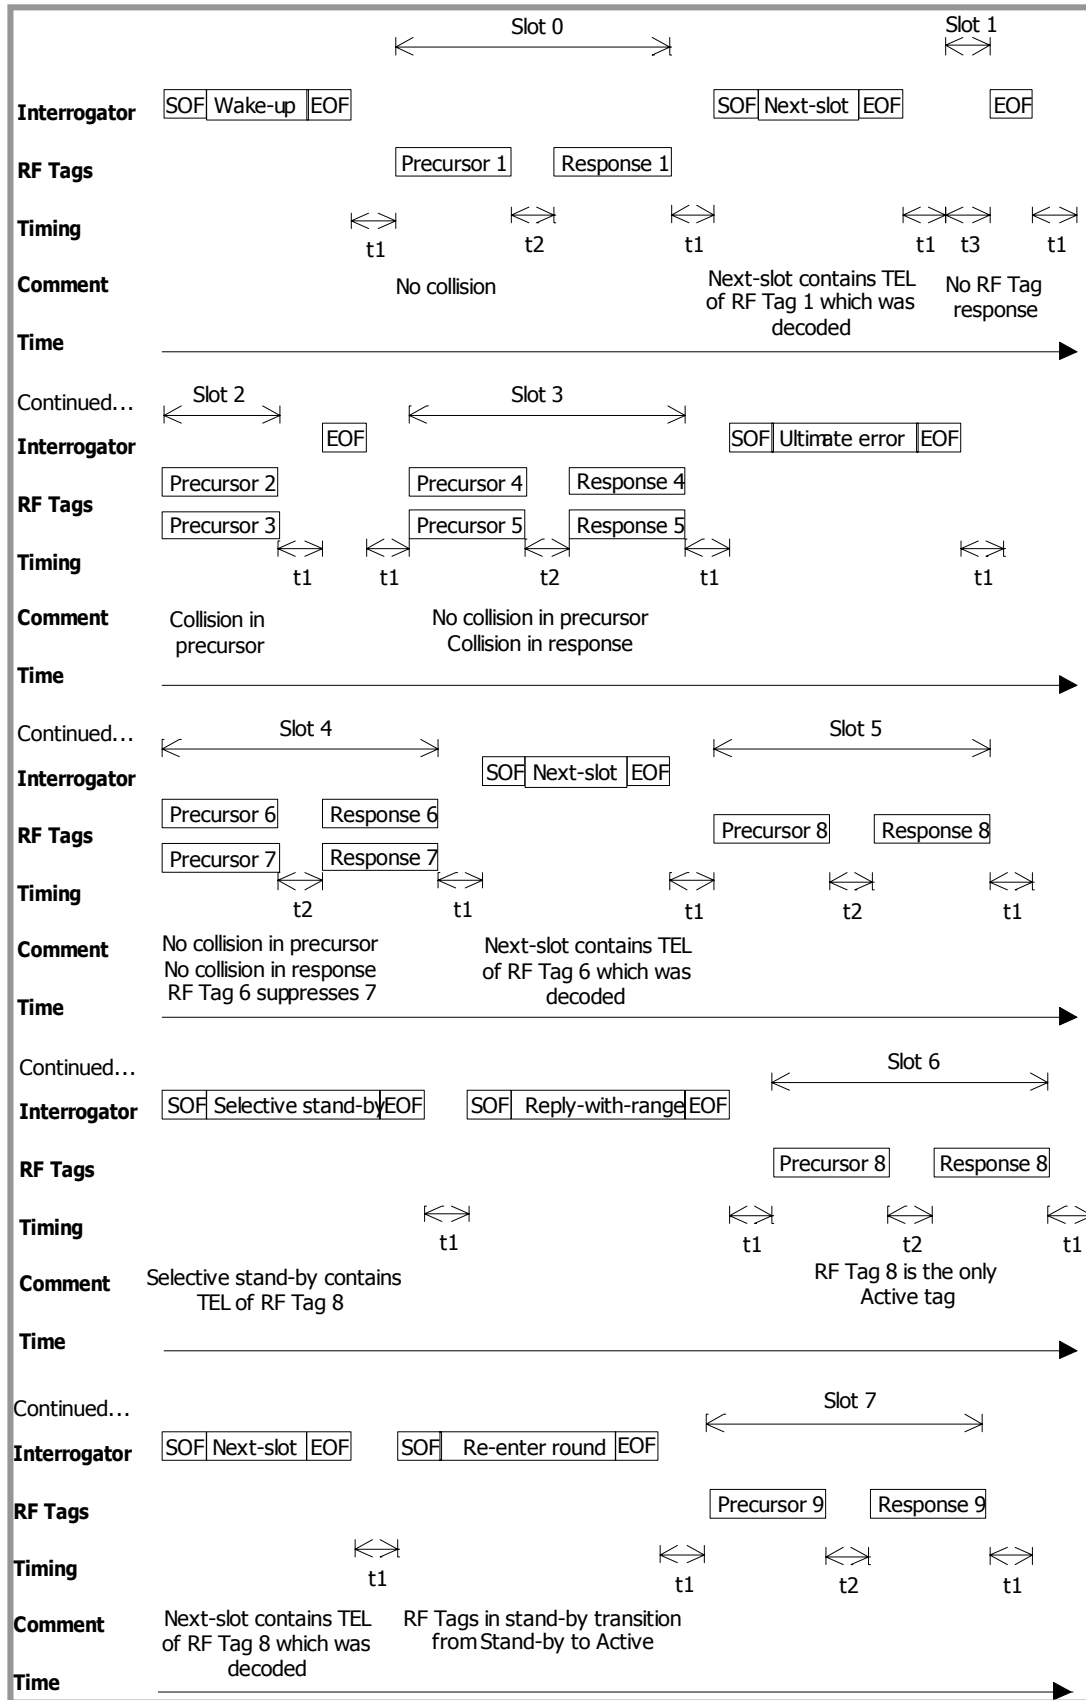 Slot 0 Slot 1
Interrogator SOF Wake-up EOF SOF Next-slot EOF EOF
RF Tags Precursor 1 Response 1
Timing t1 t2 t1 t1 t3 t1
Comment No collision Next-slot contains TEL No RF Tag
of RF Tag 1 which was response
decoded
Time
Continued... Slot 2 Slot 3
Interrogator EOF SOF Ultimate error EOF
Precursor 2 Precursor 4 Response 4
RF Tags
Precursor 3 Precursor 5 Response 5
Timing t1 t1 t2 t1 t1
Comment Collision in No collision in precursor
precursor Collision in response
Time
Continued... Slot 4 Slot 5
Interrogator SOF Next-slot EOF
Precursor 6 Response 6
RF Tags Precursor 8 Response 8
Precursor 7 Response 7
Timing t2 t1 t1 t2 t1
Comment No collision in precursor Next-slot contains TEL
No collision in response of RF Tag 6 which was
RF Tag 6 suppresses 7 decoded
Time
Continued... Slot 6
Interrogator SOF Selective stand-by EOF SOF Reply-with-range EOF
RF Tags Precursor 8 Response 8
Timing t1 t1 t2 t1
Comment Selective stand-by contains RF Tag 8 is the only
TEL of RF Tag 8 Active tag
Time
Continued... Slot 7
Interrogator SOF Next-slot EOF SOF Re-enter round EOF
RF Tags Precursor 9 Response 9
Timing t1 t1 t2 t1
Comment Next-slot contains TEL RF Tags in stand-by transition
of RF Tag 8 which was from Stand-by to Active
decoded
Time